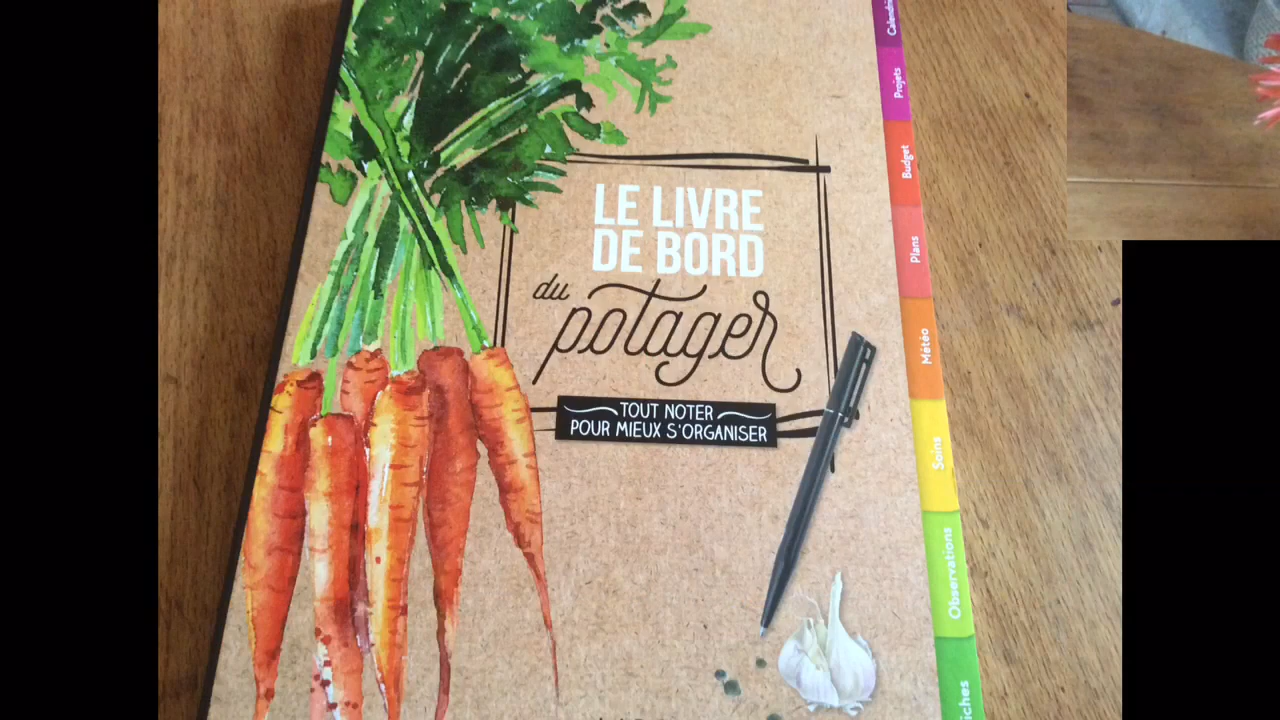 LE LIVRE
DE BORD
du
potager
TOUT NOTER
POUR MIEUX S'ORGANISER
Projets
Budget
Plans
Météo
Soins
Observations